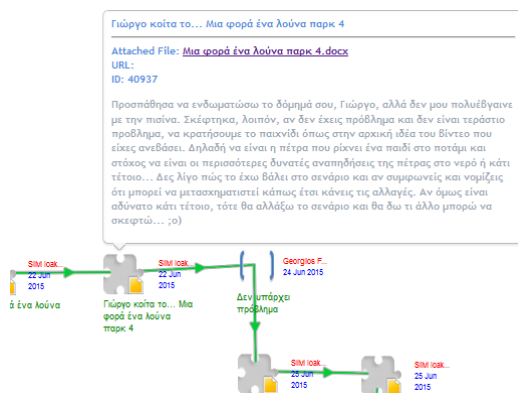 Γιώργο κοίτα το... Μια φορά ένα λούνα παρκ 4
Attached File: Μια φορά ένα λούνα παρκ 4.docx
URL:
ID: 40937
Προσπάθησα να ενδωματώσω το δόμημά σου, Γιώργο, αλλά δεν μου πολυέβγαινε
με την πισίνα. Σκέφτηκα, λοιπόν, αν δεν έχεις πρόβλημα και δεν είναι τεράστιο
προβλημα, να κρατήσουμε το παιχνίδι όπως στην αρχική ιδέα του βίντεο που
είχες ανεβάσει. Δηλαδή να είναι η πέτρα που ρίχνει ένα παιδί στο ποτάμι και
στόχος να είναι οι περισσότερες δυνατές αναπηδήσεις της πέτρας στο νερό ή κάτι
τέτοιο... Δες λίγο πώς το έχω βάλει στο σενάριο και αν συμφωνείς και νομίζεις
ότι μπορεί να μετασχηματιστεί κάπως έτσι κάνεις τις αλλαγές. Αν όμως είναι
αδύνατο κάτι τέτοιο, τότε θα αλλάξω το σενάριο και θα δω τι άλλο μπορώ να
σκεφτώ... ;ο)
Silvi Ioak...
22 Jun
2015
ά ένα λούνα
Silvi Ioak...
22 Jun
2015
Γιώργο κοίτα το... Μια
φορά ένα λούνα
παρκ 4
Georgios P...
24 Jun 2015
Δεν υπάρχει
πρόβλημα
Silvi Ioak...
25 Jun
2015
Silvi Ioak...
25 Jun
2015